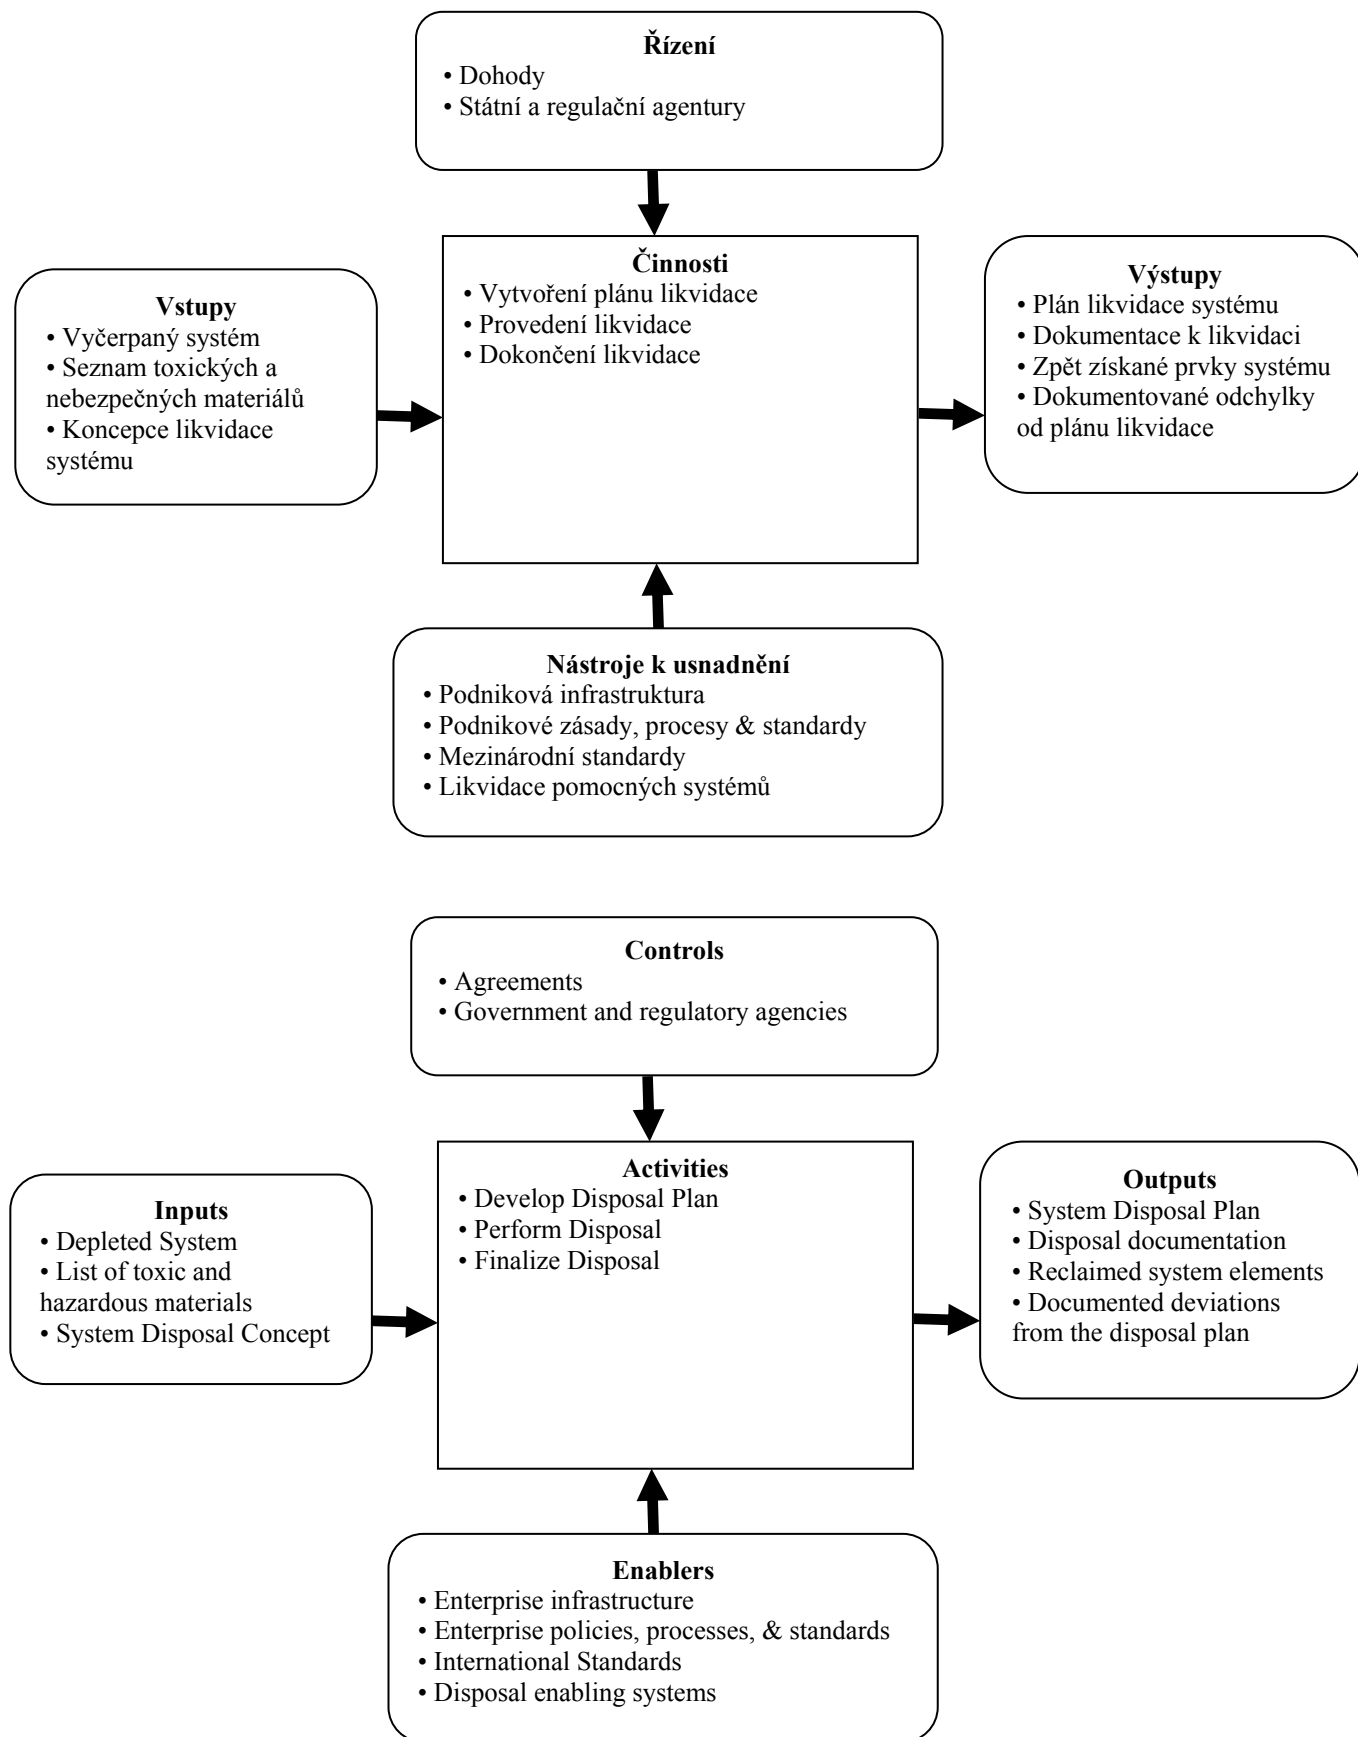 Řízení
• Dohody
• Státní a regulační agentury
Činnosti
• Vytvoření plánu likvidace
• Provedení likvidace
• Dokončení likvidace
Vstupy
• Vyčerpaný systém
• Seznam toxických a
nebezpečných materiálů
• Koncepce likvidace
systému
Výstupy
• Plán likvidace systému
• Dokumentace k likvidaci
• Zpět získané prvky systému
• Dokumentované odchylky
od plánu likvidace
Nástroje k usnadnění
• Podniková infrastruktura
• Podnikové zásady, procesy & standardy
• Mezinárodní standardy
• Likvidace pomocných systémů
Controls
• Agreements
• Government and regulatory agencies
Activities
• Develop Disposal Plan
• Perform Disposal
• Finalize Disposal
Inputs
• Depleted System
• List of toxic and
hazardous materials
• System Disposal Concept
Outputs
• System Disposal Plan
• Disposal documentation
• Reclaimed system elements
• Documented deviations
from the disposal plan
Enablers
• Enterprise infrastructure
• Enterprise policies, processes, & standards
• International Standards
• Disposal enabling systems